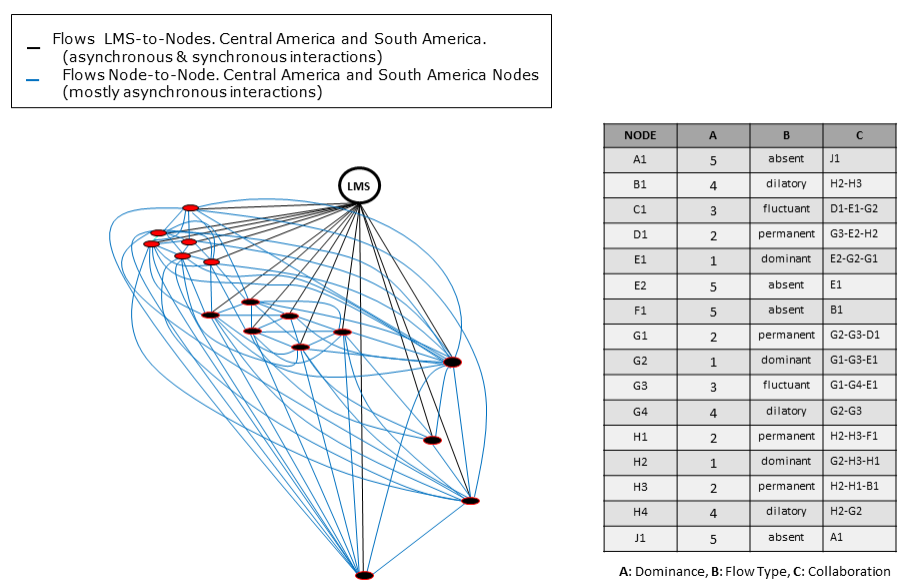 Flows LMS-to-Nodes. Central America and South America.
(asynchronous & synchronous interactions)
Flows Node-to-Node. Central America and South America Nodes
(mostly asynchronous interactions)
LMS
NODE A B C
A1 5 absent J1
B1 4 dilatory H2-H3
C1 3 fluctuant D1-E1-G2
D1 2 permanent G3-E2-H2
E1 1 dominant E2-G2-G1
E2 5 absent E1
F1 5 absent B1
G1 2 permanent G2-G3-D1
G2 1 dominant G1-G3-E1
G3 3 fluctuant G1-G4-E1
G4 4 dilatory G2-G3
H1 2 permanent H2-H3-F1
H2 1 dominant G2-H3-H1
H3 2 permanent H2-H1-B1
H4 4 dilatory H2-G2
J1 5 absent A1
A: Dominance, B: Flow Type, C: Collaboration